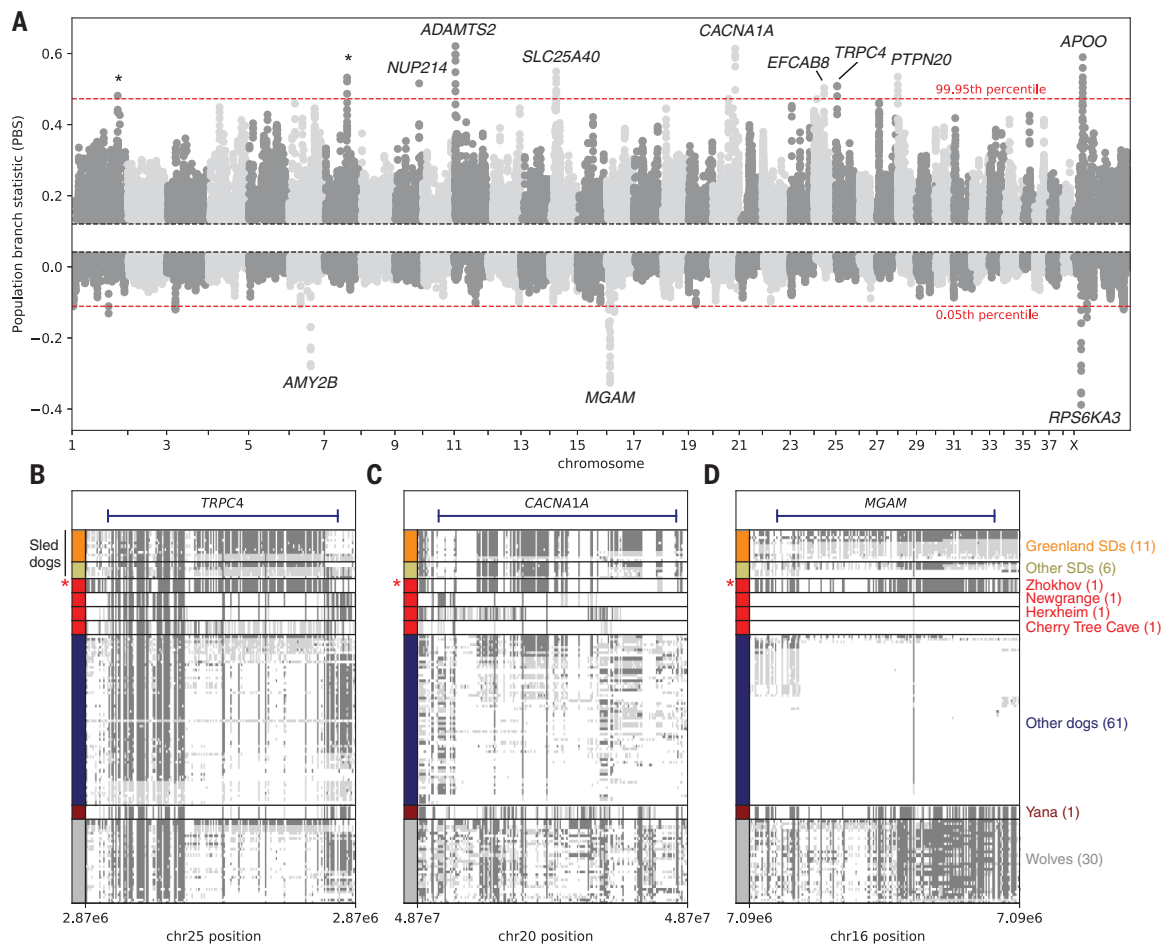 A
ADAMTS2
CACNA1A
APOO
*
*
NUP214
SLC25A40
EFCAB8
TRPC4
PTPN20
99.95th percentile
0.6
0.4
0.2
0.0
−0.2
−0.4
Population branch statistic (PBS)
0.05th percentile
AMY2B
MGAM
RPS6KA3
1 3 5 7 9 11 13 15 17 19 21 23 25 27 29 31 33 35 37 X
chromosome
B
TRPC4
C
CACNA1A
D
MGAM
Sled
dogs
*
*
*
Greenland SDs (11)
Other SDs (6)
Zhokhov (1)
Newgrange (1)
Herxheim (1)
Cherry Tree Cave (1)
Other dogs (61)
Yana (1)
Wolves (30)
2.87e6 2.87e6
chr25 position
4.87e7 4.87e7
chr20 position
7.09e6 7.09e6
chr16 position